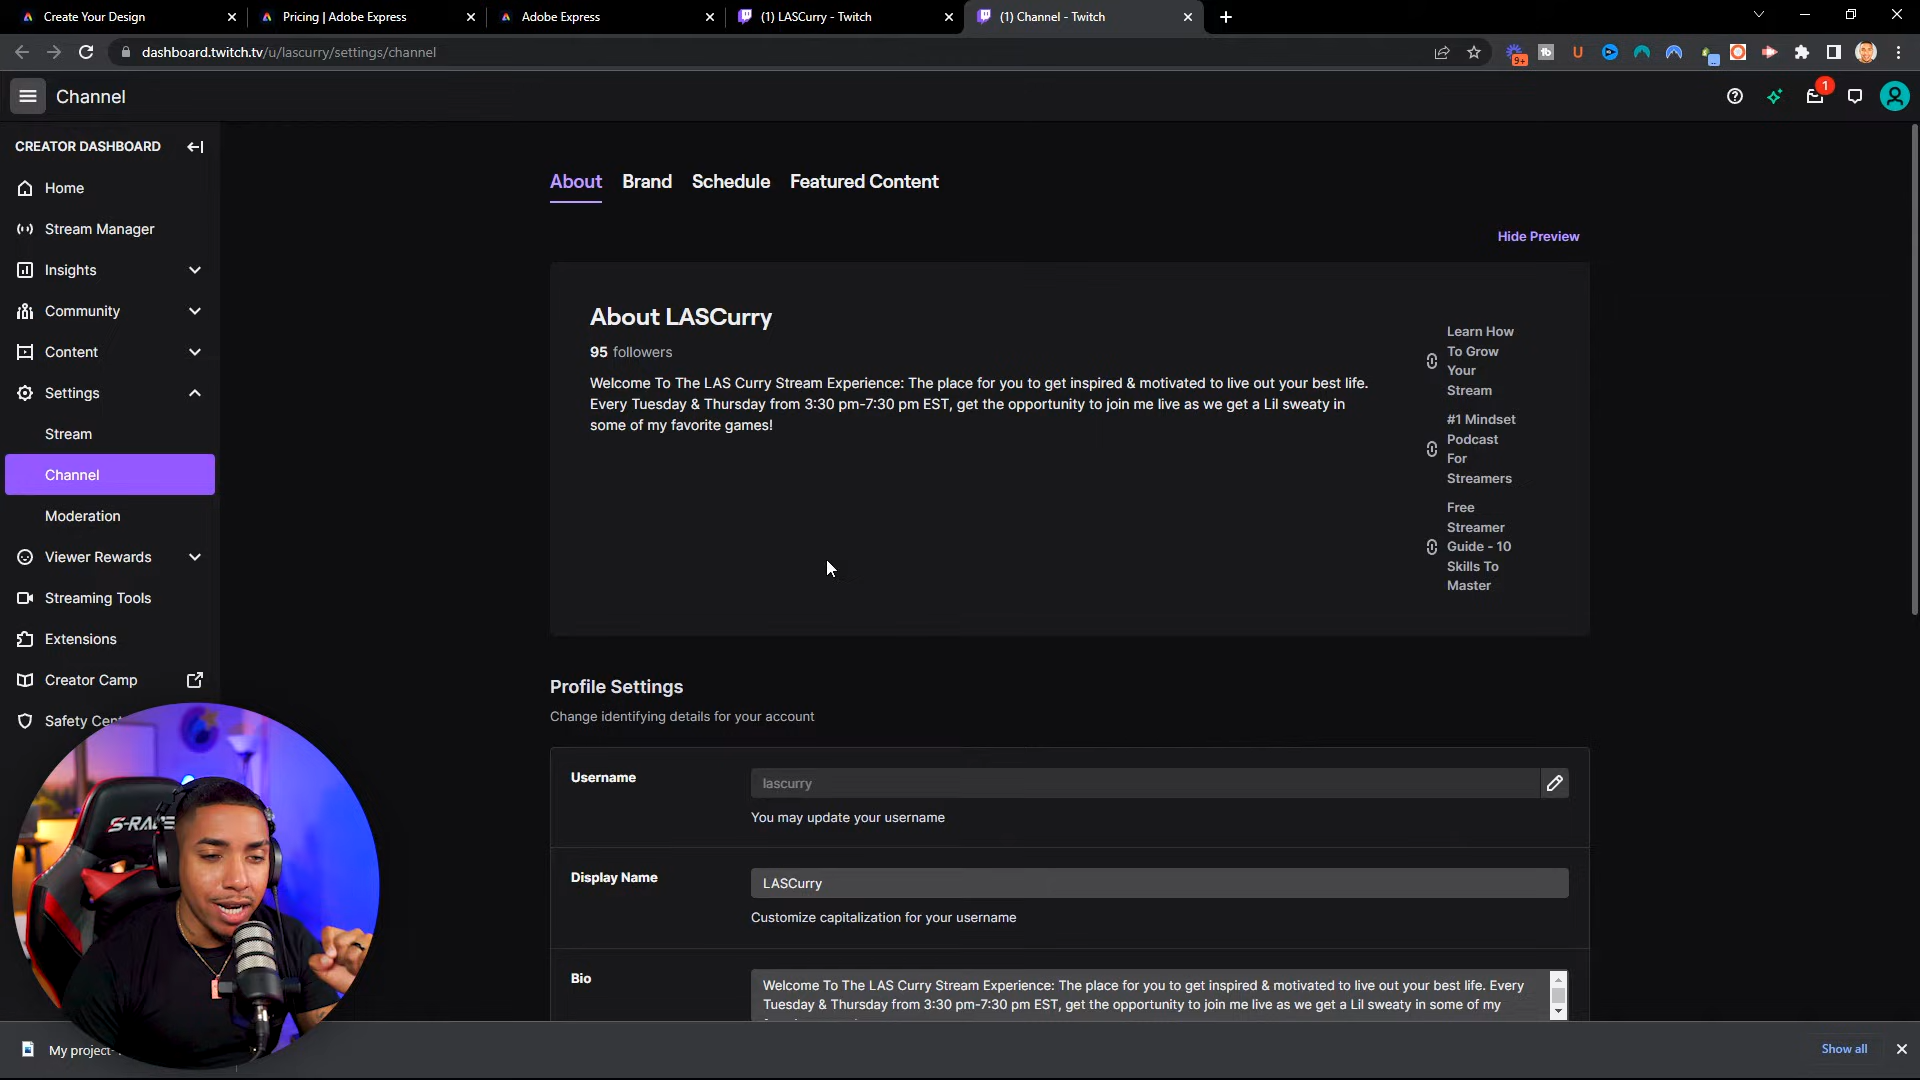 Create Your Design
Pricing | Adobe Express
Adobe Express
(1) LASCurry - Twitch
(1) Channel - Twitch
dashboard.twitch.tv/u/lascurry/settings/channel
9+
Channel
1
CREATOR DASHBOARD
Home
Stream Manager
Insights
Community
Content
Settings
Stream
Channel
Moderation
Viewer Rewards
Streaming Tools
Extensions
Creator Camp
Safety Cent
About
Brand
Schedule
Featured Content
Hide Preview
About LASCurry
95 followers
Welcome To The LAS Curry Stream Experience: The place for you to get inspired & motivated to live out your best life.
Every Tuesday & Thursday from 3:30 pm-7:30 pm EST, get the opportunity to join me live as we get a Lil sweaty in
some of my favorite games!
Learn How
To Grow
Your
Stream
#1 Mindset
Podcast
For
Streamers
Free
Streamer
Guide - 10
Skills To
Master
Profile Settings
Change identifying details for your account
Username
lascurry
You may update your username
Display Name
LASCurry
Customize capitalization for your username
Bio
Welcome To The LAS Curry Stream Experience: The place for you to get inspired & motivated to live out your best life. Every
Tuesday & Thursday from 3:30 pm-7:30 pm EST, get the opportunity to join me live as we get a Lil sweaty in some of my
My project-
Show all